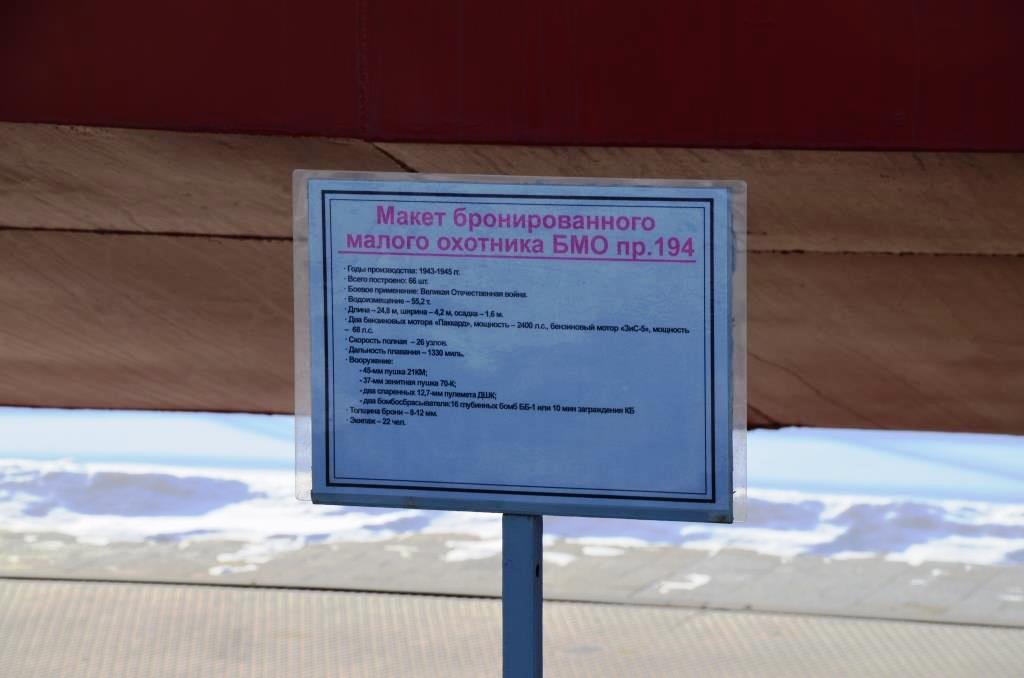 Макет бронированного
малого охотника БМО пр.194
· Годы производства: 1943-1945 гг.
· Всего построено: 66 шт.
· Боевое применение: Великая Отечественная война.
· Водоизмещение – 55,2 т.
· Длина – 24,8 м, ширина – 4,2 м, осадка – 1,6 м.
· Два бензиновых мотора «Паккард», мощность – 2400 л.с., бензиновый мотор «ЗиС-5», мощность
– 68 л.с.
· Скорость полная – 26 узлов.
· Дальность плавания – 1330 миль.
· Вооружение:
• 45-мм пушка 21КМ;
• 37-мм зенитная пушка 70-К;
• два спаренных 12,7-мм пулемета ДШК;
• два бомбосбрасывателя:16 глубинных бомб ББ-1 или 10 мин заграждения КБ
· Толщина брони – 8-12 мм.
· Экипаж – 22 чел.